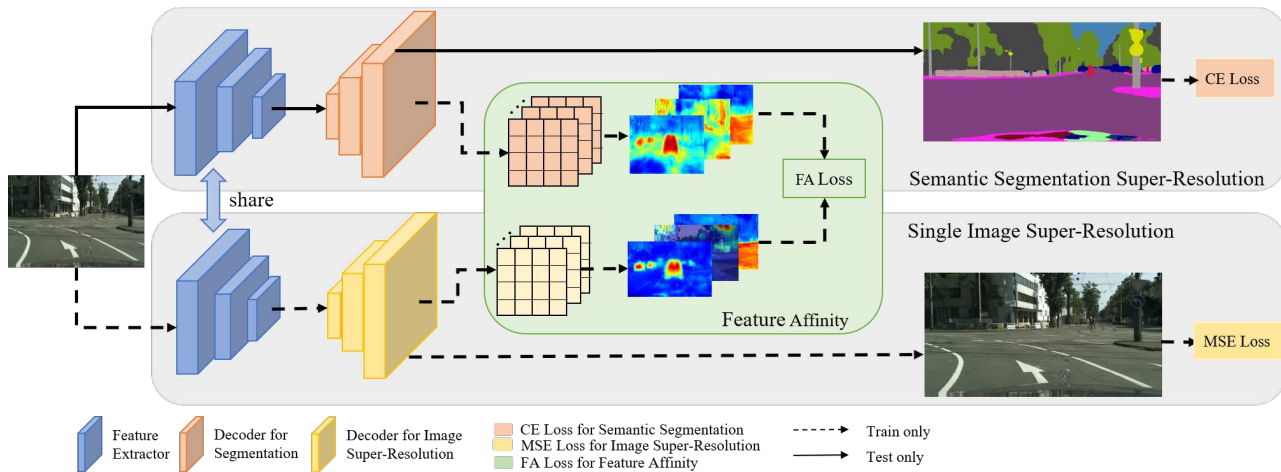 CE Loss
FA Loss
Semantic Segmentation Super-Resolution
share
Single Image Super-Resolution
Feature Affinity
MSE Loss
Feature
Extractor
Decoder for
Segmentation
Decoder for Image
Super-Resolution
CE Loss for Semantic Segmentation
MSE Loss for Image Super-Resolution
FA Loss for Feature Affinity
Train only
Test only